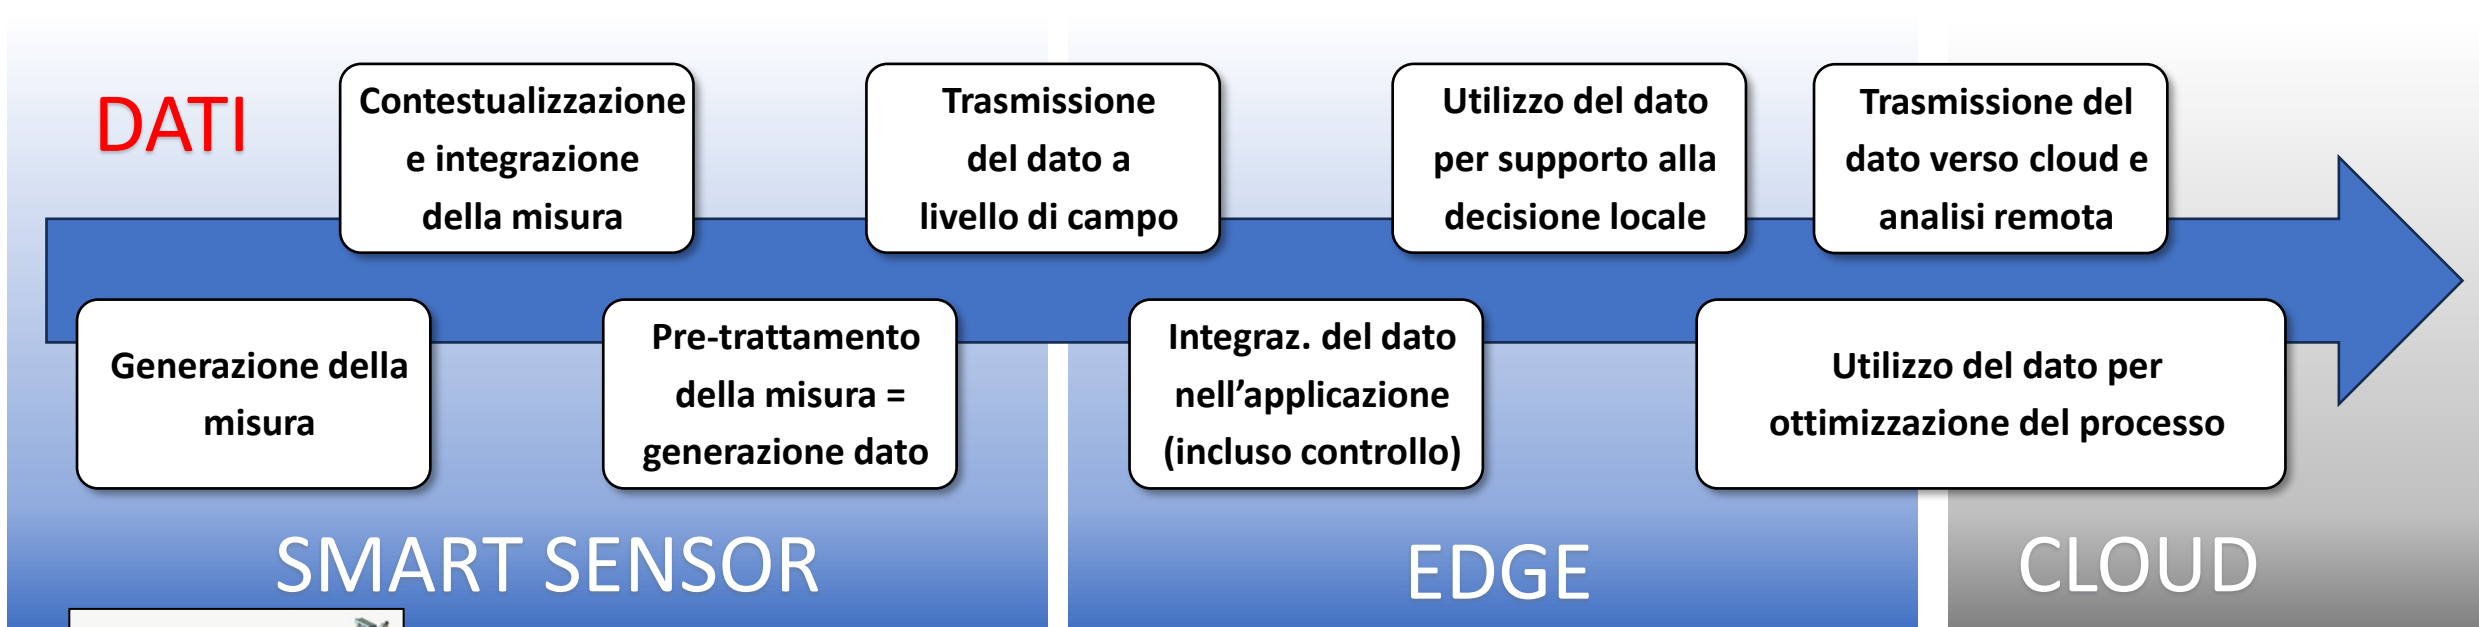 DATI
Contestualizzazione
e integrazione
della misura
Trasmissione
del dato a
livello di campo
Utilizzo del dato
per supporto alla
decisione locale
Trasmissione del
dato verso cloud e
analisi remota
Generazione della
misura
Pre-trattamento
della misura =
generazione dato
Integraz. del dato
nell’applicazione
(incluso controllo)
Utilizzo del dato per
ottimizzazione del processo
SMART SENSOR
EDGE
CLOUD